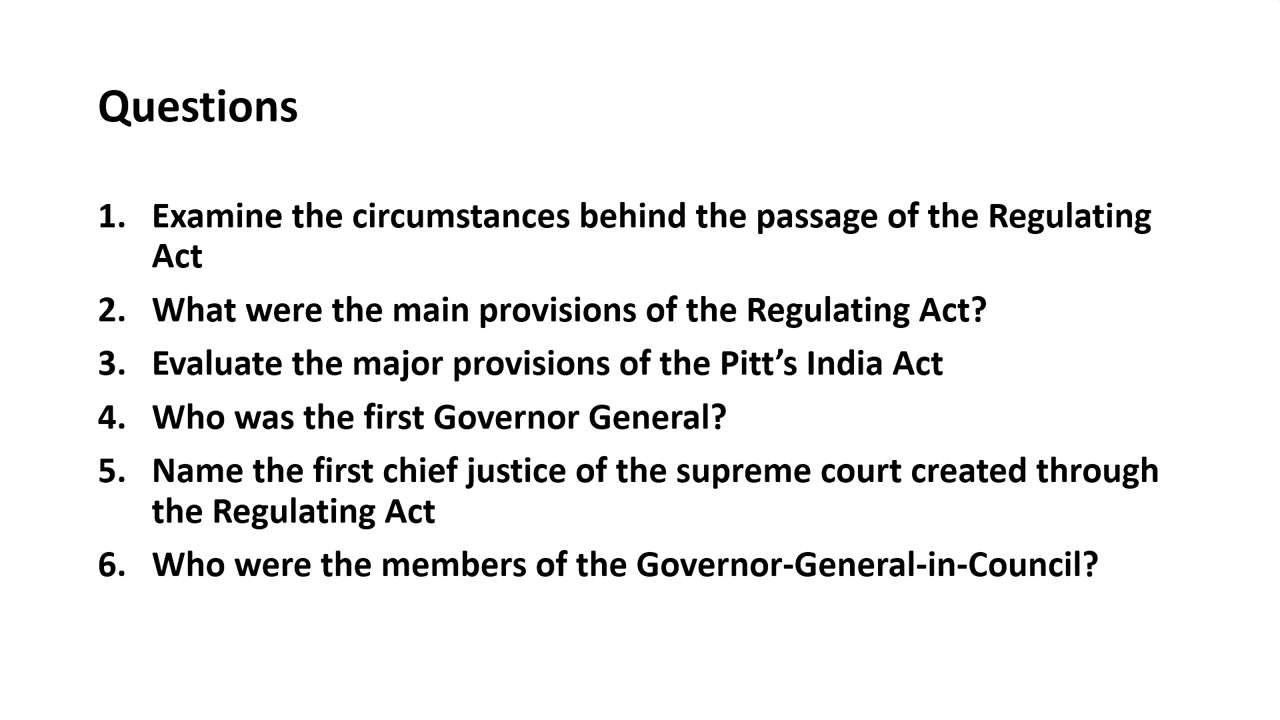 Questions
1. Examine the circumstances behind the passage of the Regulating
Act
2. What were the main provisions of the Regulating Act?
3. Evaluate the major provisions of the Pitt’s India Act
4. Who was the first Governor General?
5. Name the first chief justice of the supreme court created through
the Regulating Act
6. Who were the members of the Governor-General-in-Council?